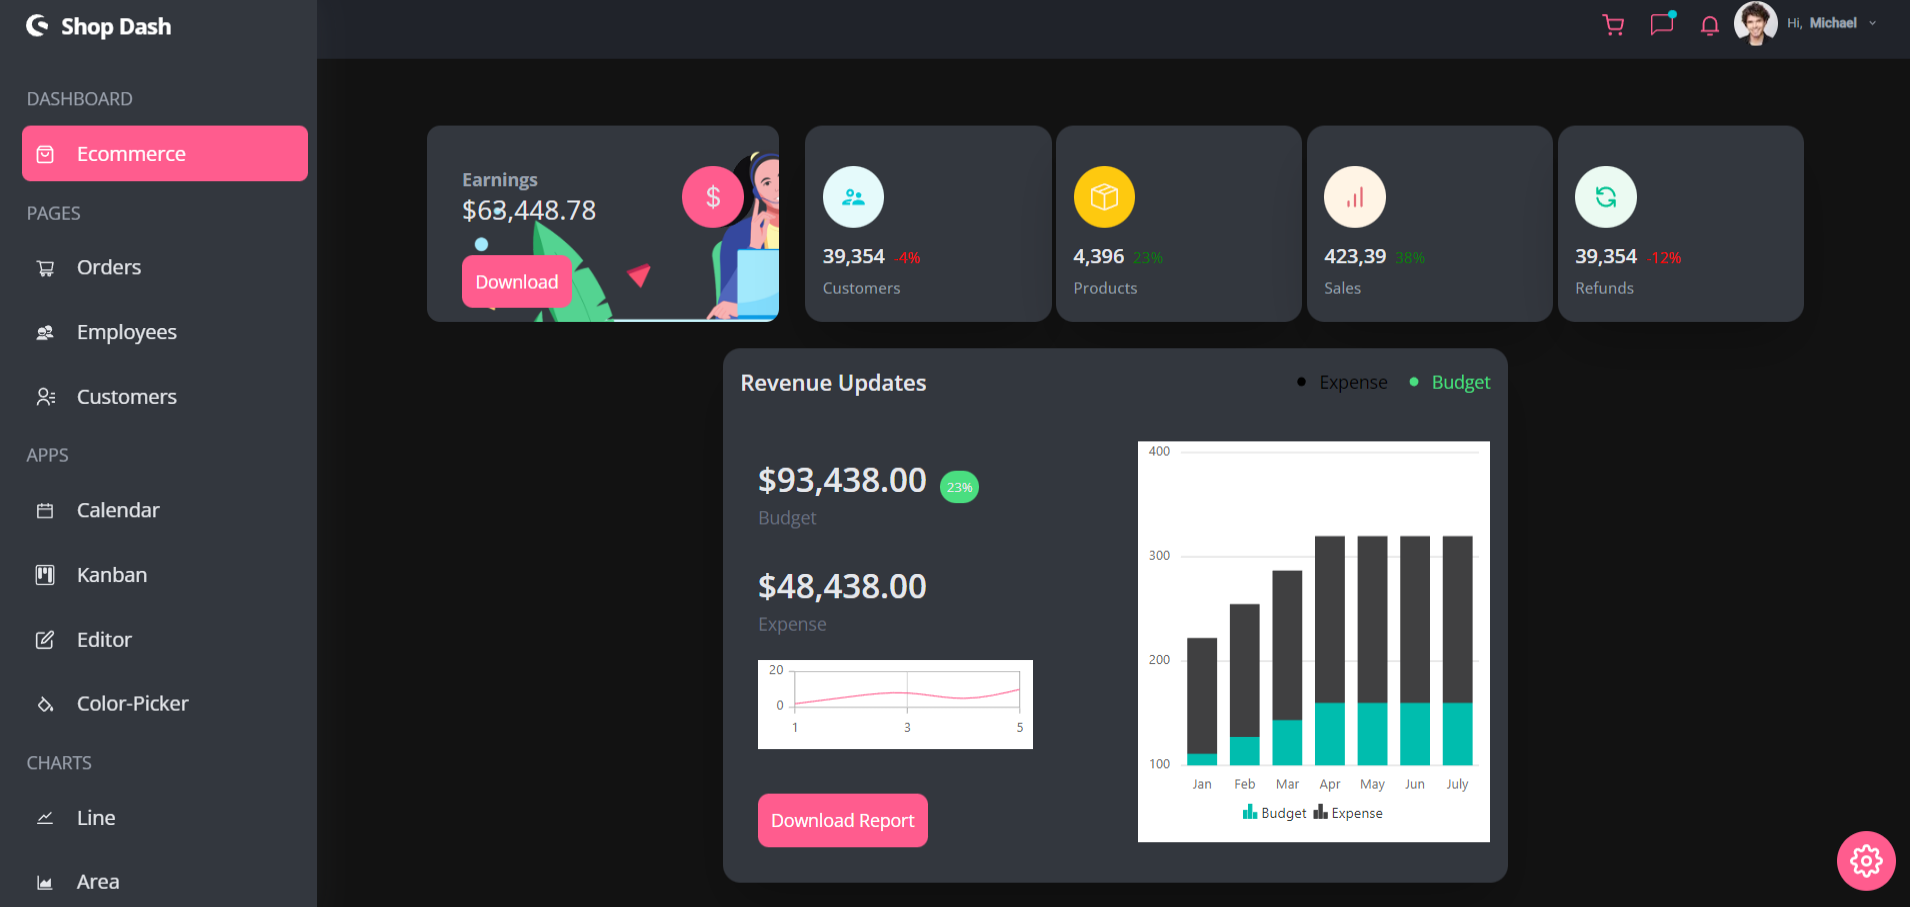 Shop Dash
Hi, Michael
DASHBOARD
Ecommerce
PAGES
Orders
Employees
Customers
APPS
Calendar
Kanban
Editor
Color-Picker
CHARTS
Line
Area
Earnings
$63,448.78
$
Download
39,354 -4%
Customers
4,396 23%
Products
423,39 38%
Sales
39,354 -12%
Refunds
Revenue Updates
Expense
Budget
$93,438.00 23%
Budget
$48,438.00
Expense
20
0
1 3 5
Download Report
400
300
200
100
Jan Feb Mar Apr May Jun July
Budget Expense